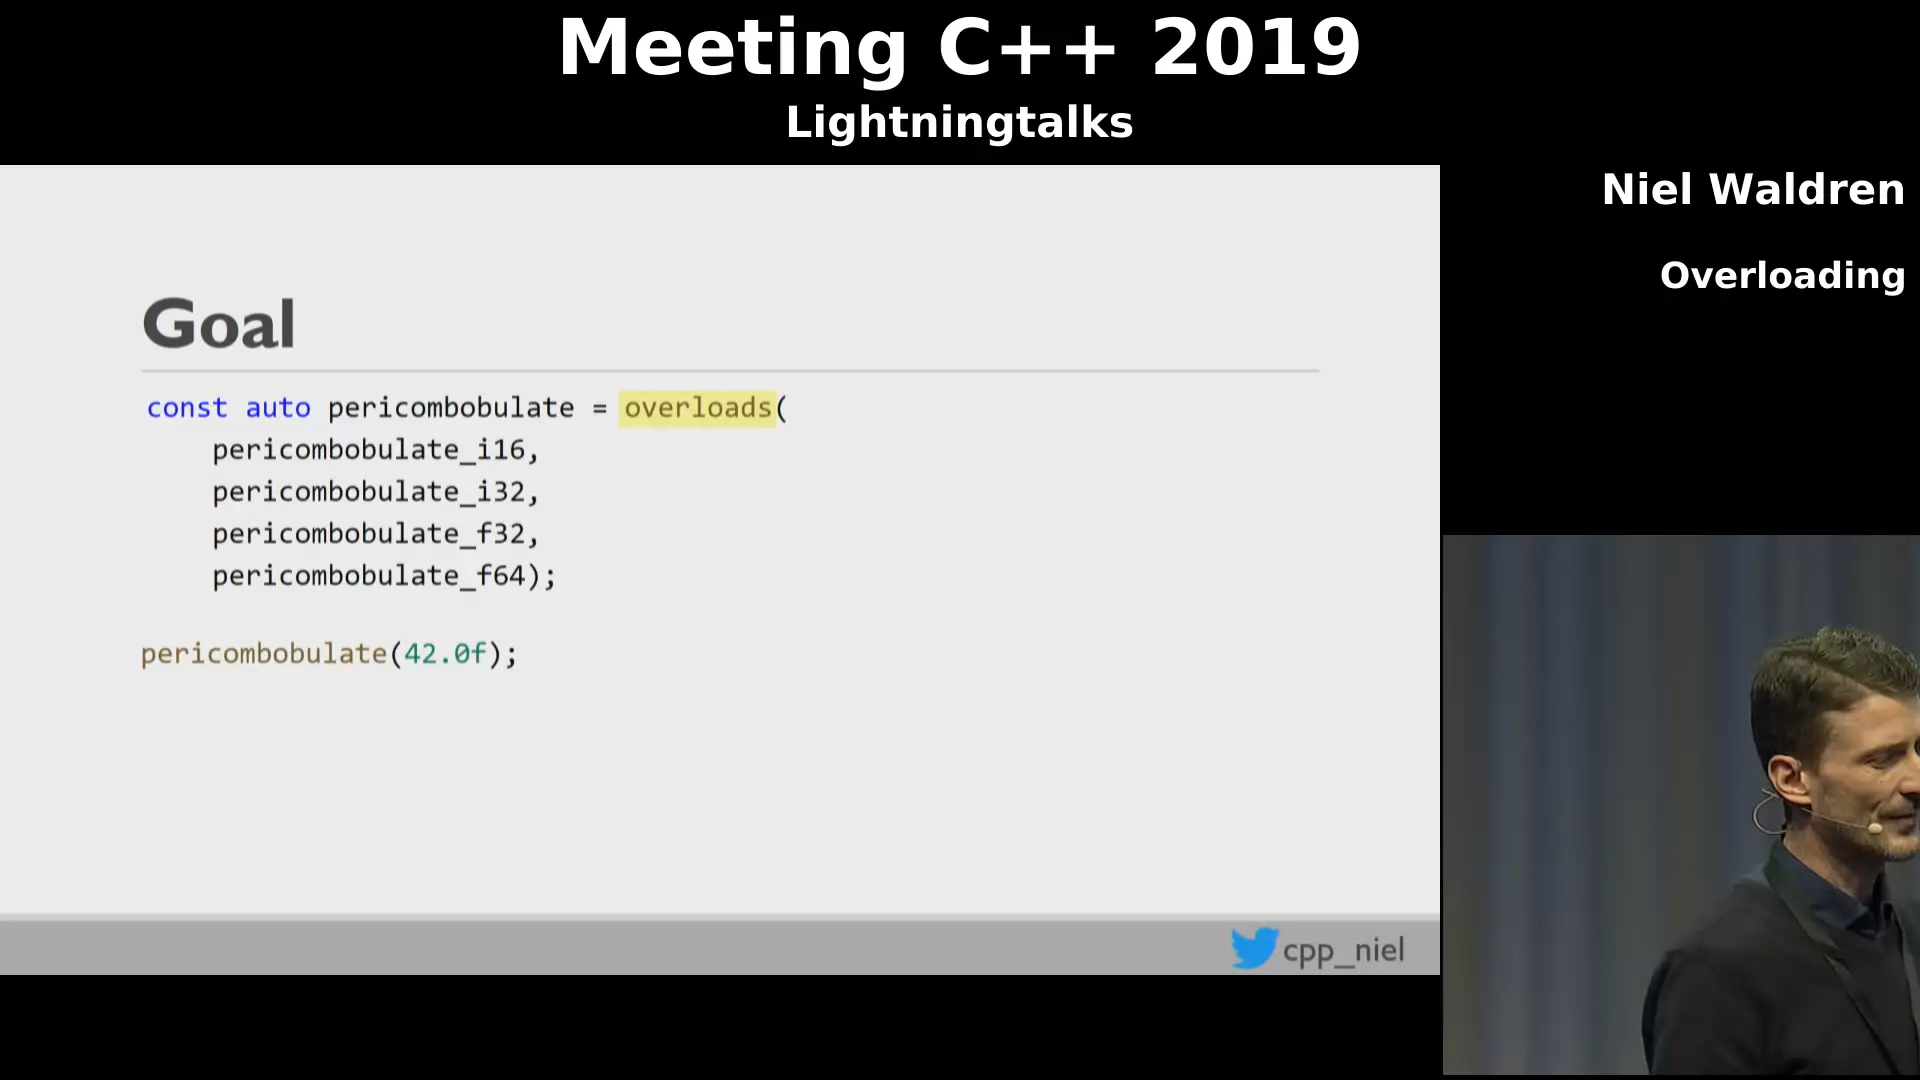 Meeting C++ 2019
Lightningtalks
Niel Waldren
Overloading
Goal
const auto pericombobulate = overloads(
    pericombobulate_i16,
    pericombobulate_i32,
    pericombobulate_f32,
    pericombobulate_f64);
pericombobulate(42.0f);
cpp_niel